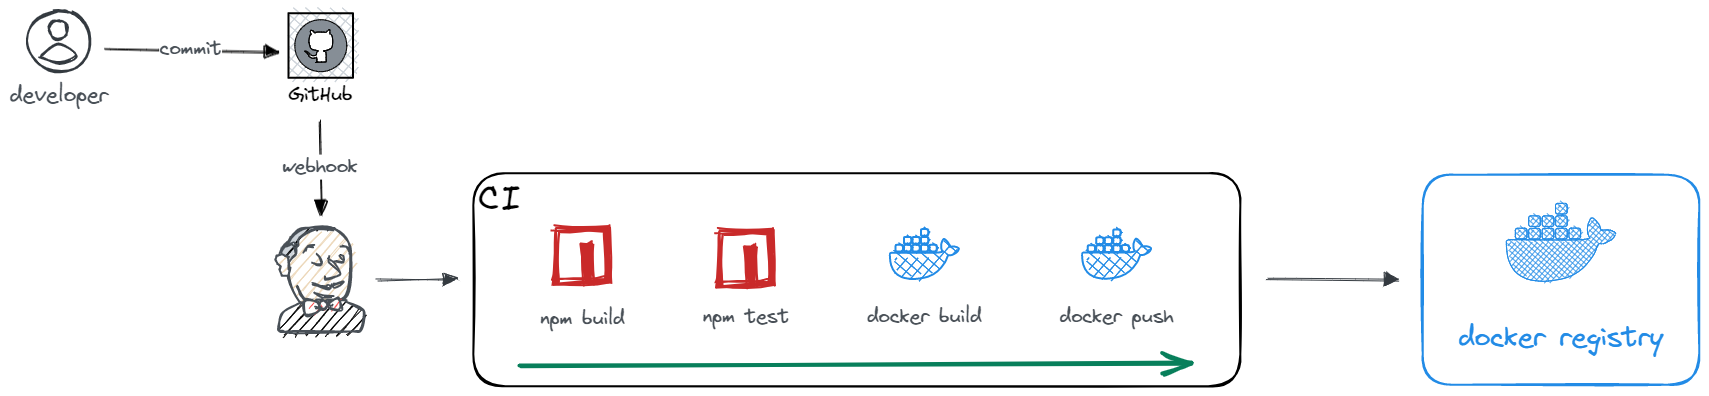 commit
developer
GitHub
webhook
CI
npm build
npm test
docker build
docker push
docker registry